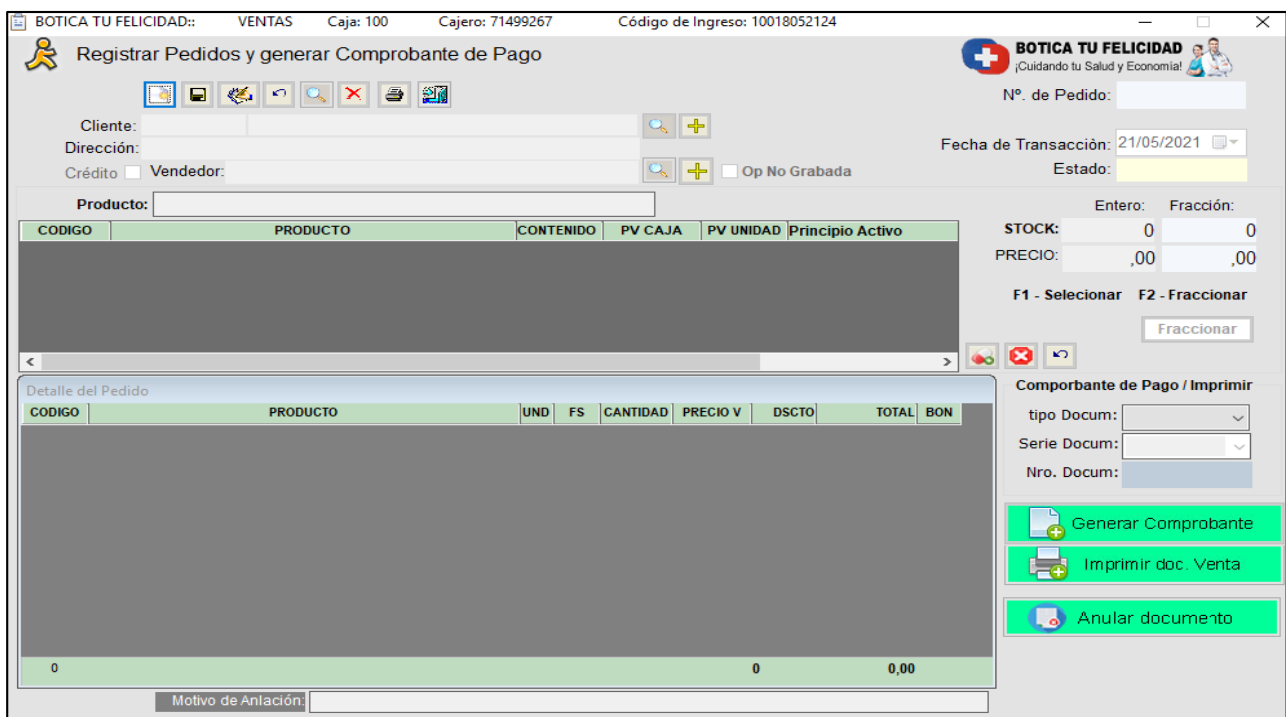 BOTICA TU FELICIDAD:: VENTAS Caja: 100 Cajero: 71499267 Código de Ingreso: 10018052124
Registrar Pedidos y generar Comprobante de Pago
BOTICA TU FELICIDAD
¡Cuidando tu Salud y Economia!
Nº. de Pedido:
Cliente:
Dirección:
Fecha de Transacciòn: 21/05/2021
Crédito Vendedor: Op No Grabada
Estado:
Producto:
Entero: Fracción:
CODIGO PRODUCTO CONTENIDO PV CAJA PV UNIDAD Principio Activo
STOCK: 0 0
PRECIO: ,00 ,00
F1 - Selecionar F2 - Fraccionar
Fraccionar
Detalle del Pedido
CODIGO PRODUCTO UND FS CANTIDAD PRECIO V DSCTO TOTAL BON
Comporbante de Pago / Imprimir
tipo Docum:
Serie Docum:
Nro. Docum:
Generar Comprobante
Imprimir doc. Venta
Anular documento
0 0 0,00
Motivo de Anlación: